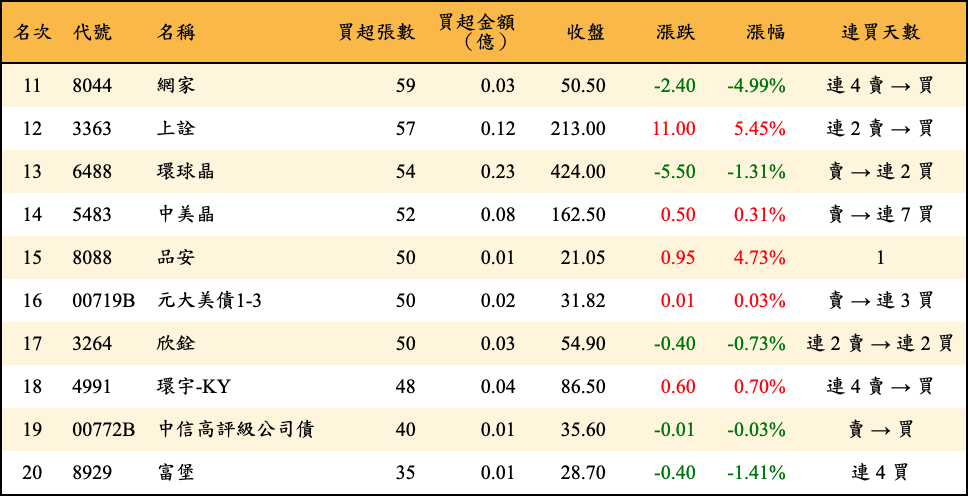 名次 代號 名稱 買超張數 買超金額（億） 收盤 漲跌 漲幅 連買天數
11 8044 網家 59 0.03 50.50 -2.40 -4.99% 連 4 賣 → 買
12 3363 上詮 57 0.12 213.00 11.00 5.45% 連 2 賣 → 買
13 6488 環球晶 54 0.23 424.00 -5.50 -1.31% 賣 → 連 2 買
14 5483 中美晶 52 0.08 162.50 0.50 0.31% 賣 → 連 7 買
15 8088 品安 50 0.01 21.05 0.95 4.73% 1
16 00719B 元大美債1-3 50 0.02 31.82 0.01 0.03% 賣 → 連 3 買
17 3264 欣銓 50 0.03 54.90 -0.40 -0.73% 連 2 賣 → 連 2 買
18 4991 環宇-KY 48 0.04 86.50 0.60 0.70% 連 4 賣 → 買
19 00772B 中信高評級公司債 40 0.01 35.60 -0.01 -0.03% 賣 → 買
20 8929 富堡 35 0.01 28.70 -0.40 -1.41% 連 4 買